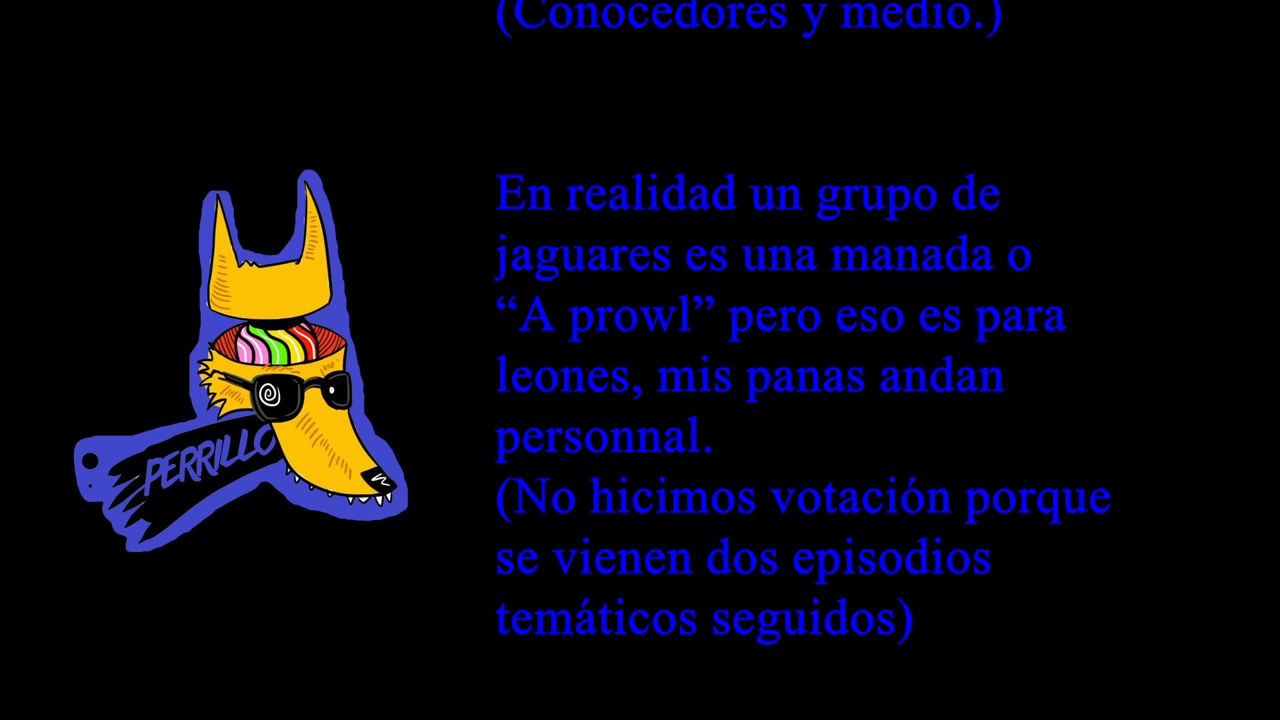 (Conocedores y medio.)
En realidad un grupo de
jaguares es una manada o
“A prowl” pero eso es para
leones, mis panas andan
personnal.
(No hicimos votación porque
se vienen dos episodios
temáticos seguidos)
PERRILLO